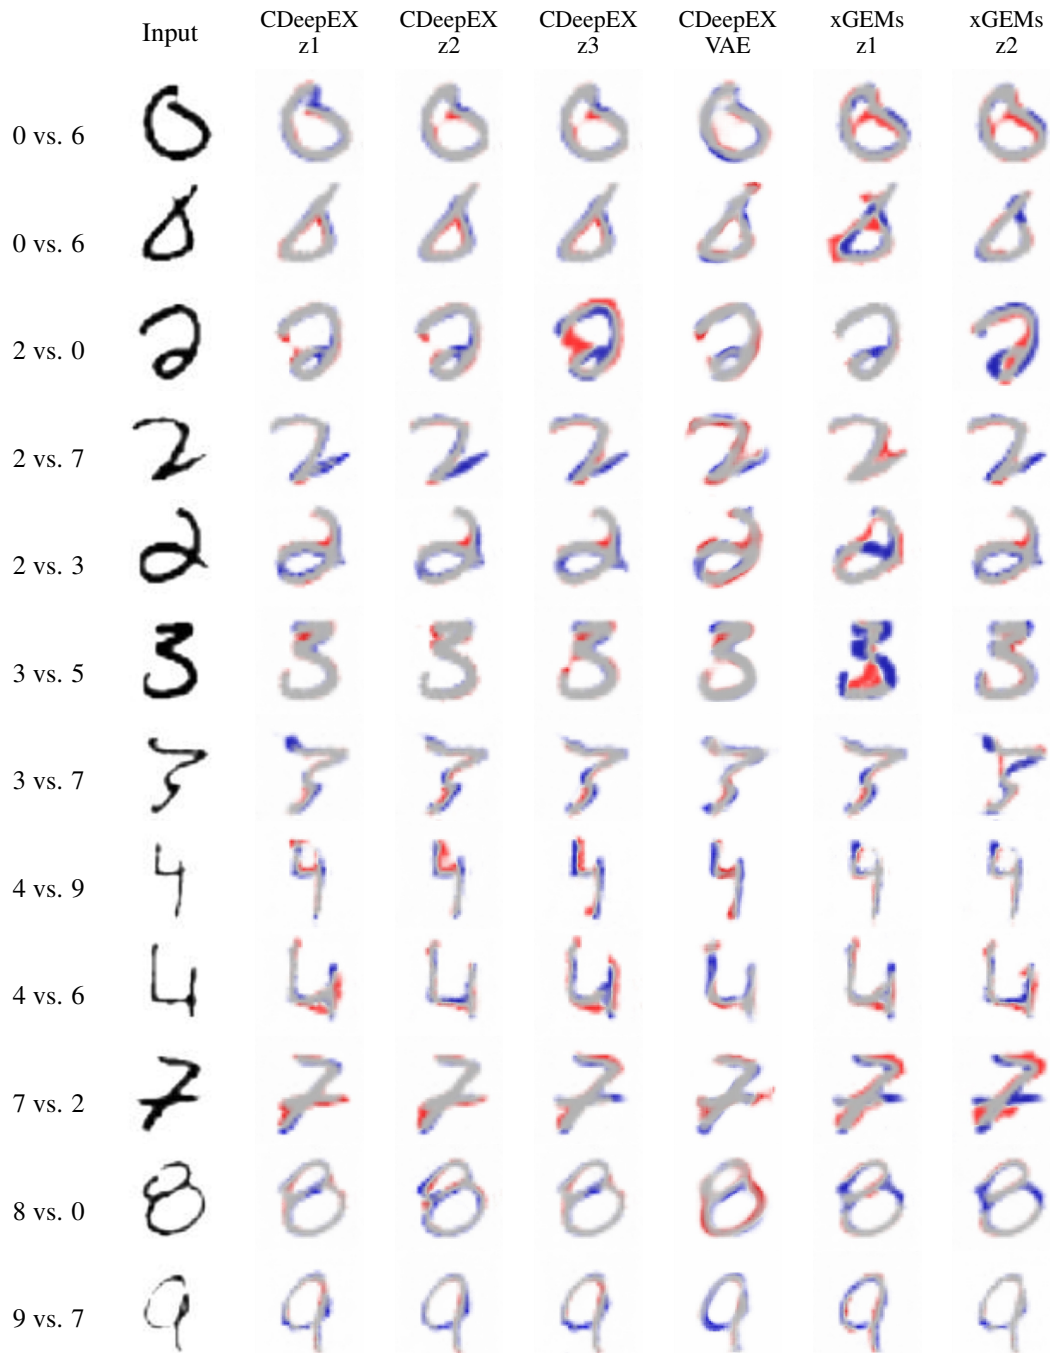 Input
CDeepEX
z1
CDeepEX
z2
CDeepEX
z3
CDeepEX
VAE
xGEMs
z1
xGEMs
z2
0 vs. 6
0 vs. 6
2 vs. 0
2 vs. 7
2 vs. 3
3 vs. 5
3 vs. 7
4 vs. 9
4 vs. 6
7 vs. 2
8 vs. 0
9 vs. 7